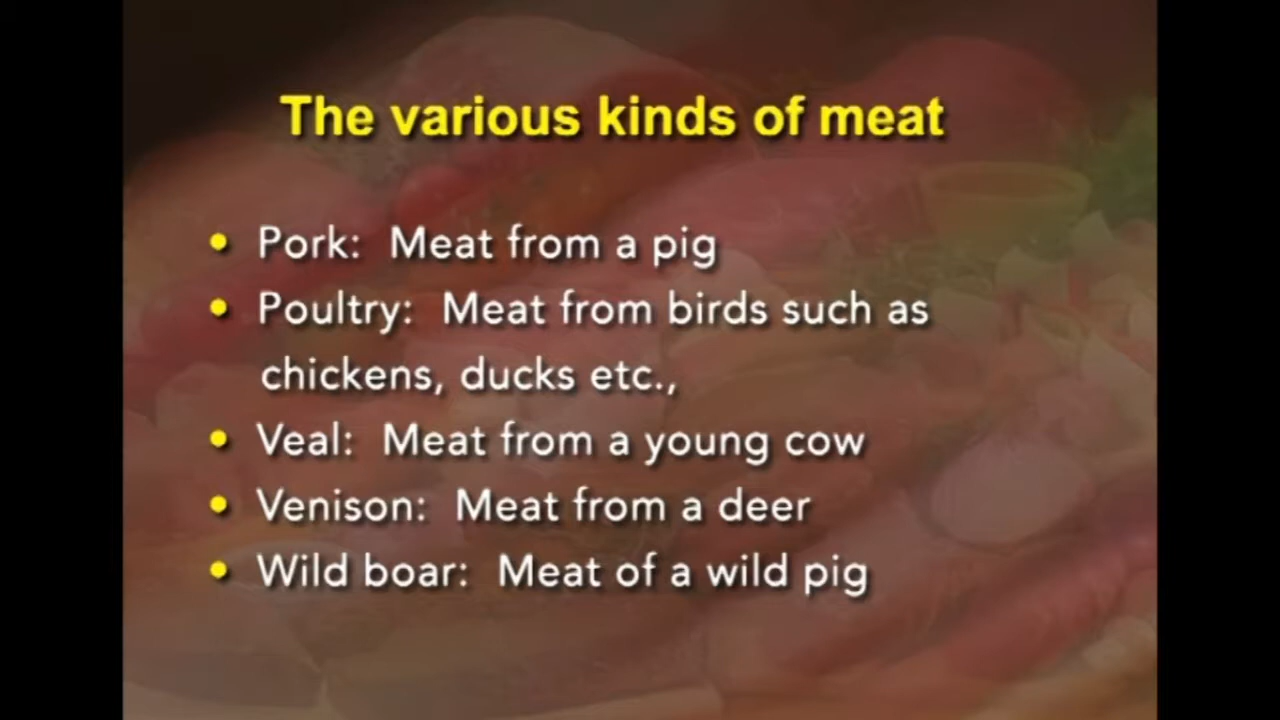 The various kinds of meat
• Pork: Meat from a pig
• Poultry: Meat from birds such as
chickens, ducks etc.,
• Veal: Meat from a young cow
• Venison: Meat from a deer
• Wild boar: Meat of a wild pig